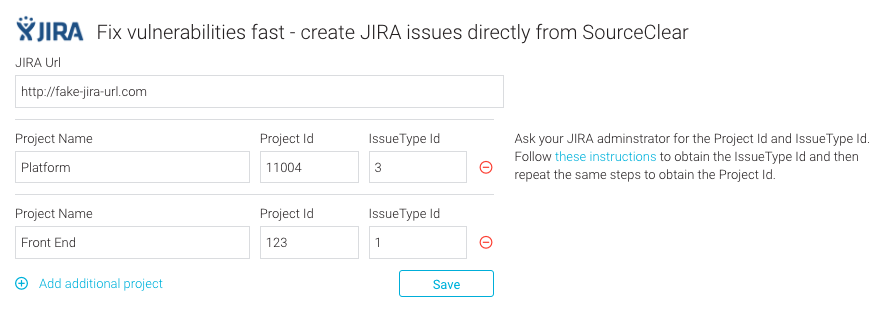 JIRA Fix vulnerabilities fast - create JIRA issues directly from SourceClear
JIRA Url
http://fake-jira-url.com
Project Name Project Id IssueType Id
Platform 11004 3
Ask your JIRA adminstrator for the Project Id and IssueType Id.
Follow these instructions to obtain the IssueType Id and then
repeat the same steps to obtain the Project Id.
Project Name Project Id IssueType Id
Front End 123 1
Add additional project Save